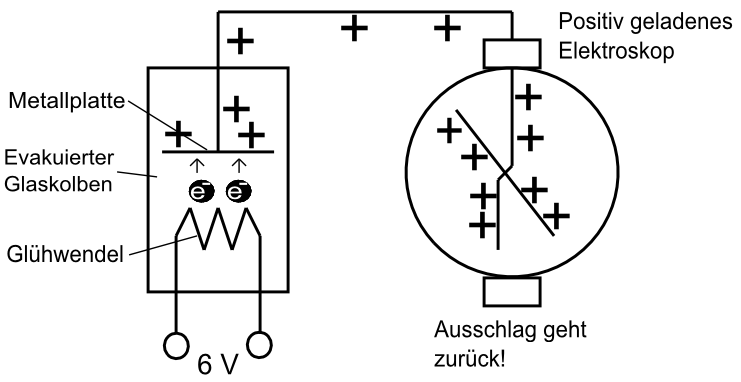 Positiv geladenes
Elektroskop
Metallplatte
Evakuierter
Glaskolben
e-
e-
Glühwendel
6 V
Ausschlag geht
zurück!